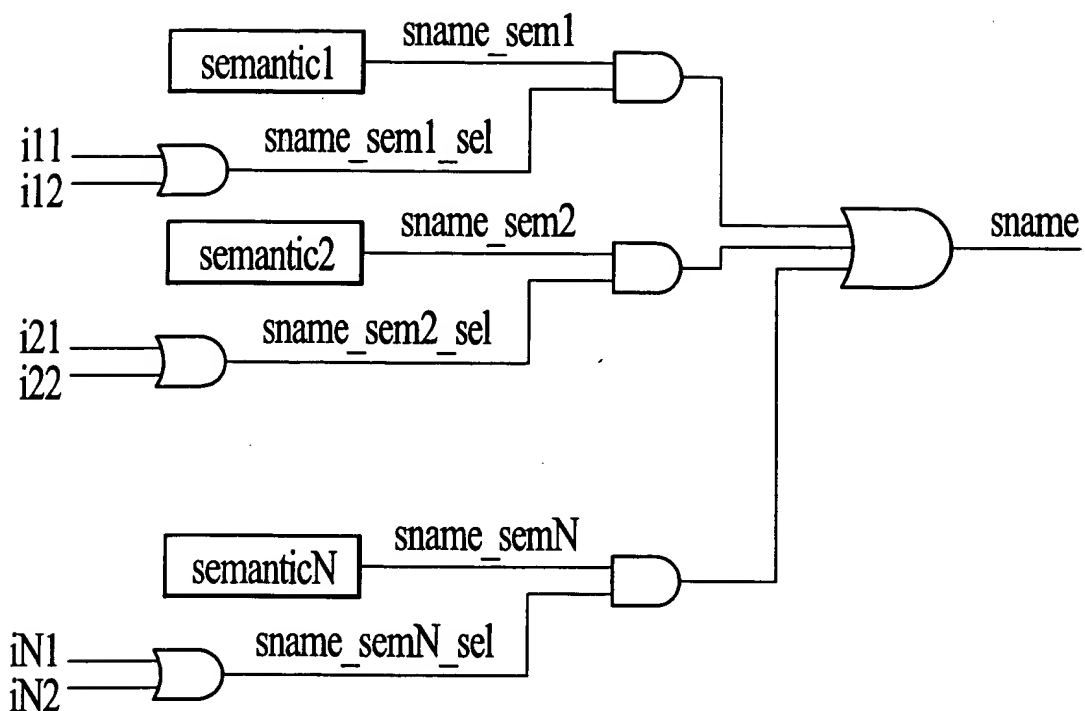 sname_sem1
semantic1
i11
sname_sem1_sel
i12
sname_sem2
sname
semantic2
i21
sname_sem2_sel
i22
sname_semN
semanticN
iN1
sname_semN_sel
iN2